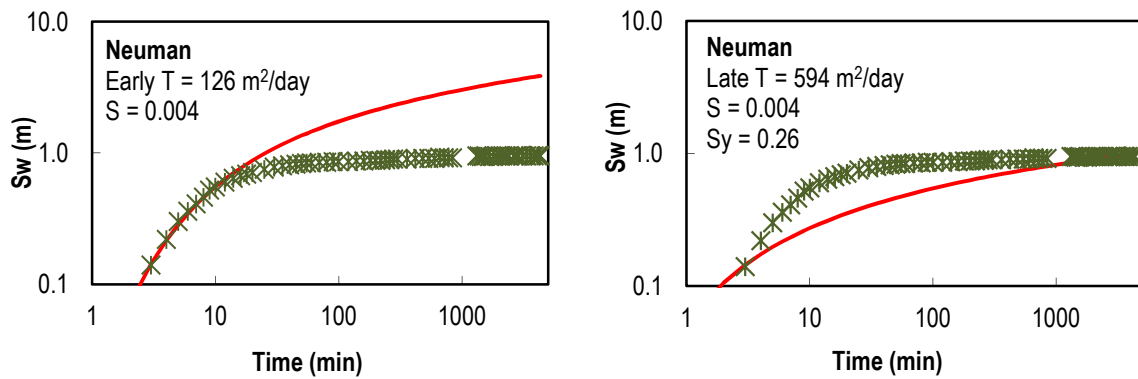 10.0
1.0
0.1
Sw (m)
Neuman
Early T = 126 m²/day
S = 0.004
1
10
100
1000
Time (min)
10.0
1.0
0.1
Sw (m)
Neuman
Late T = 594 m²/day
S = 0.004
Sy = 0.26
1
10
100
1000
Time (min)